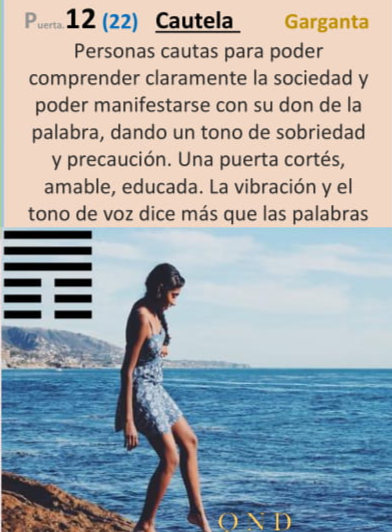 Puerta. 12 (22) Cautela Garganta
Personas cautas para poder
comprender claramente la sociedad y
poder manifestarse con su don de la
palabra, dando un tono de sobriedad
y precaución. Una puerta cortés,
amable, educada. La vibración y el
tono de voz dice más que las palabras
OND